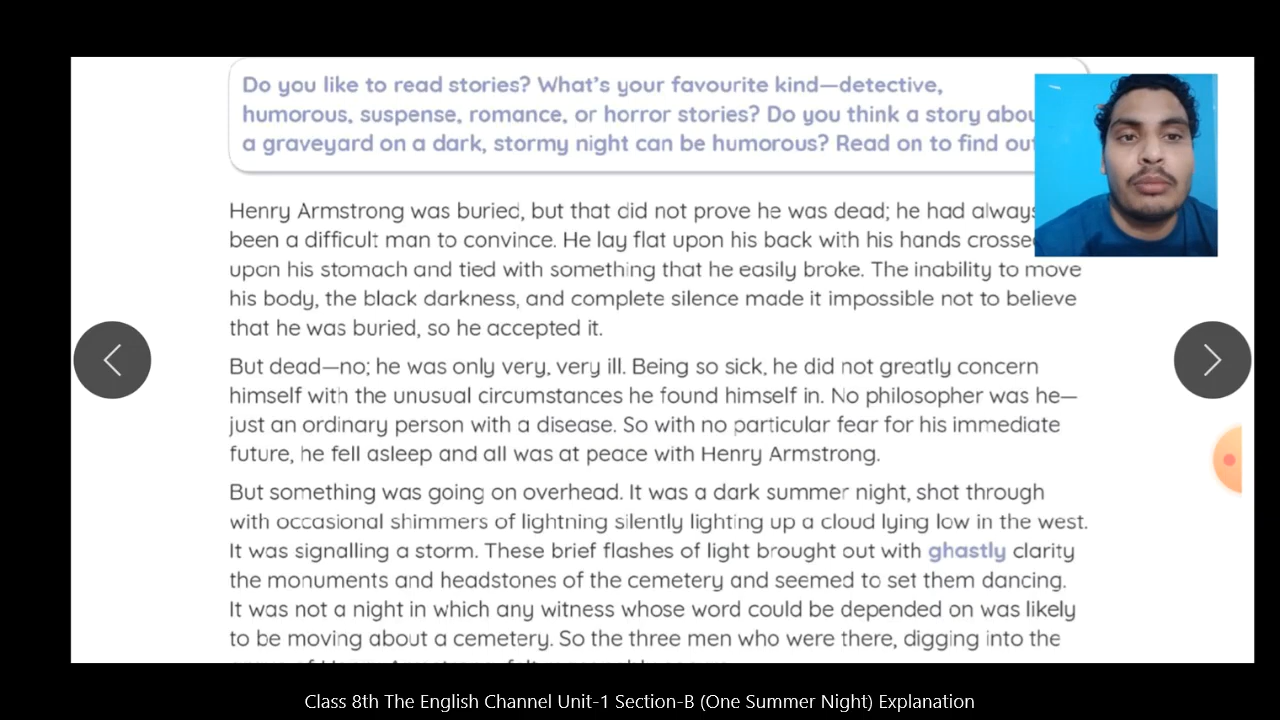 Do you like to read stories? What's your favourite kind—detective,
humorous, suspense, romance, or horror stories? Do you think a story
a graveyard on a dark, stormy night can be humorous? Read on to find
Henry Armstrong was buried, but that did not prove he was dead; he had always
been a difficult man to convince. He lay flat upon his back with his hands
upon his stomach and tied with something that he easily broke. The inability to move
his body, the black darkness, and complete silence made it impossible not to believe
that he was buried, so he accepted it.
But dead—no; he was only very, very ill. Being so sick, he did not greatly concern
himself with the unusual circumstances he found himself in. No philosopher was he—
just an ordinary person with a disease. So with no particular fear for his immediate
future, he fell asleep and all was at peace with Henry Armstrong.
But something was going on overhead. It was a dark summer night, shot through
with occasional shimmers of lightning silently lighting up a cloud lying low in the west.
It was signalling a storm. These brief flashes of light brought out with ghastly clarity
the monuments and headstones of the cemetery and seemed to set them dancing.
It was not a night in which any witness whose word could be depended on was likely
to be moving about a cemetery. So the three men who were there, digging into the
Class 8th The English Channel Unit-1 Section-B (One Summer Night) Explanation